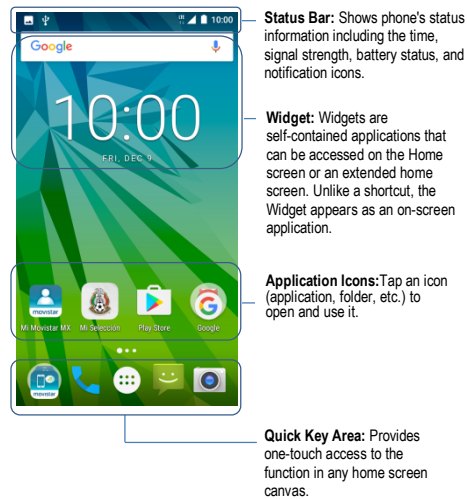 10:00
Status Bar: Shows phone's status
information including the time,
signal strength, battery status, and
notification icons.
Google
10:00
FRI, DEC 9
Widget: Widgets are
self-contained applications that
can be accessed on the Home
screen or an extended home
screen. Unlike a shortcut, the
Widget appears as an on-screen
application.
Application Icons:Tap an icon
(application, folder, etc.) to
open and use it.
movistar
Mi Movistar MX Mi Selección Play Store Google
movistar
Quick Key Area: Provides
one-touch access to the
function in any home screen
canvas.